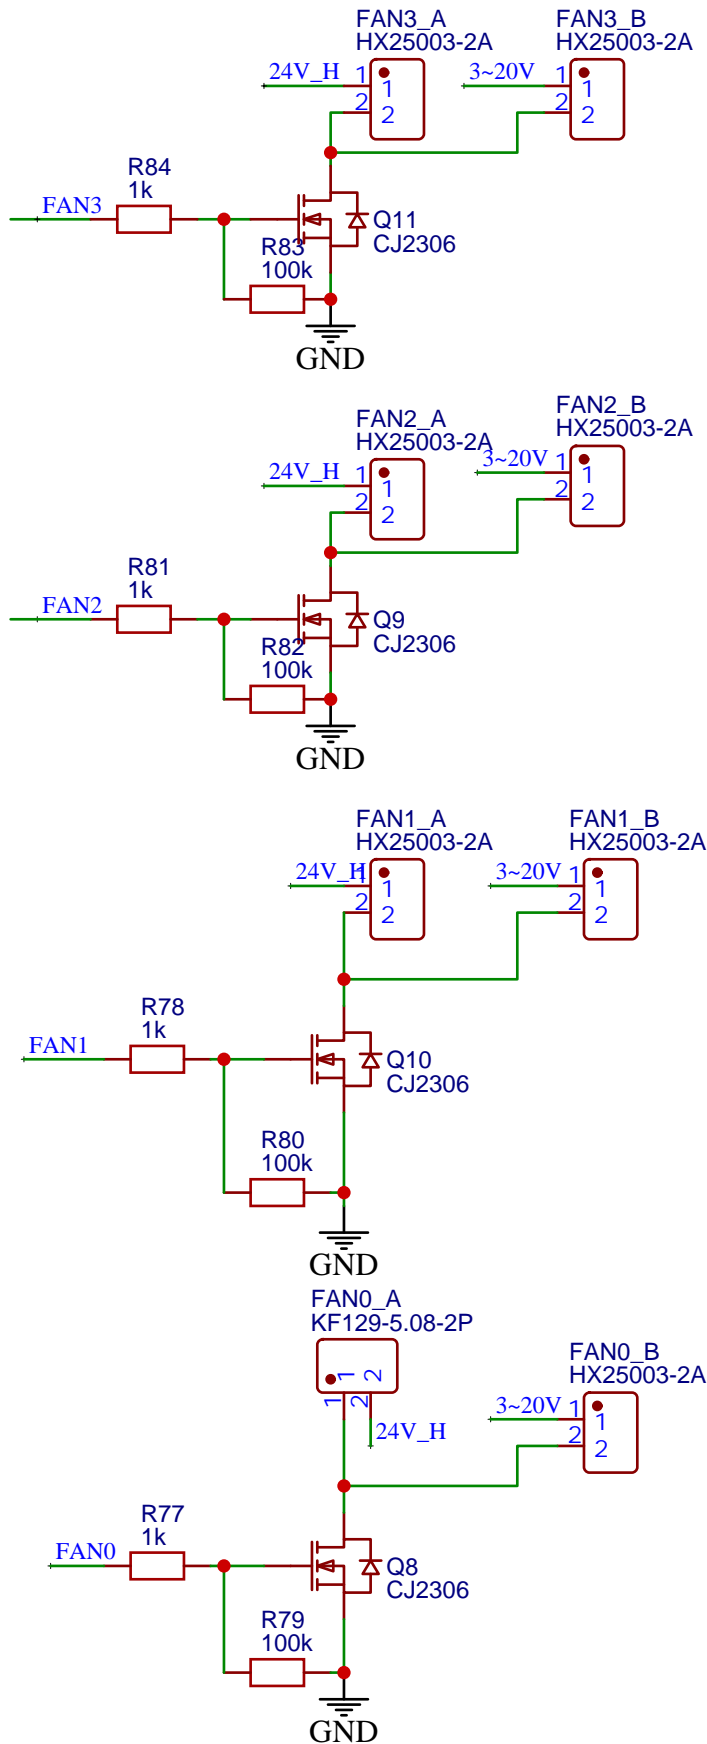 FAN3_A
HX25003-2A
FAN3_B
HX25003-2A
24V_H
1
2
1
2
3~20V
1
2
1
2
R84
1k
FAN3
Q11
CJ2306
R83
100k
GND
FAN2_A
HX25003-2A
FAN2_B
HX25003-2A
24V_H
1
2
1
2
3~20V
1
2
1
2
R81
1k
FAN2
Q9
CJ2306
R82
100k
GND
FAN1_A
HX25003-2A
FAN1_B
HX25003-2A
24V_H
1
2
1
2
3~20V
1
2
1
2
R78
1k
FAN1
Q10
CJ2306
R80
100k
GND
FAN0_A
KF129-5.08-2P
1
2
1
2
24V_H
FAN0_B
HX25003-2A
3~20V
1
2
1
2
R77
1k
FAN0
Q8
CJ2306
R79
100k
GND